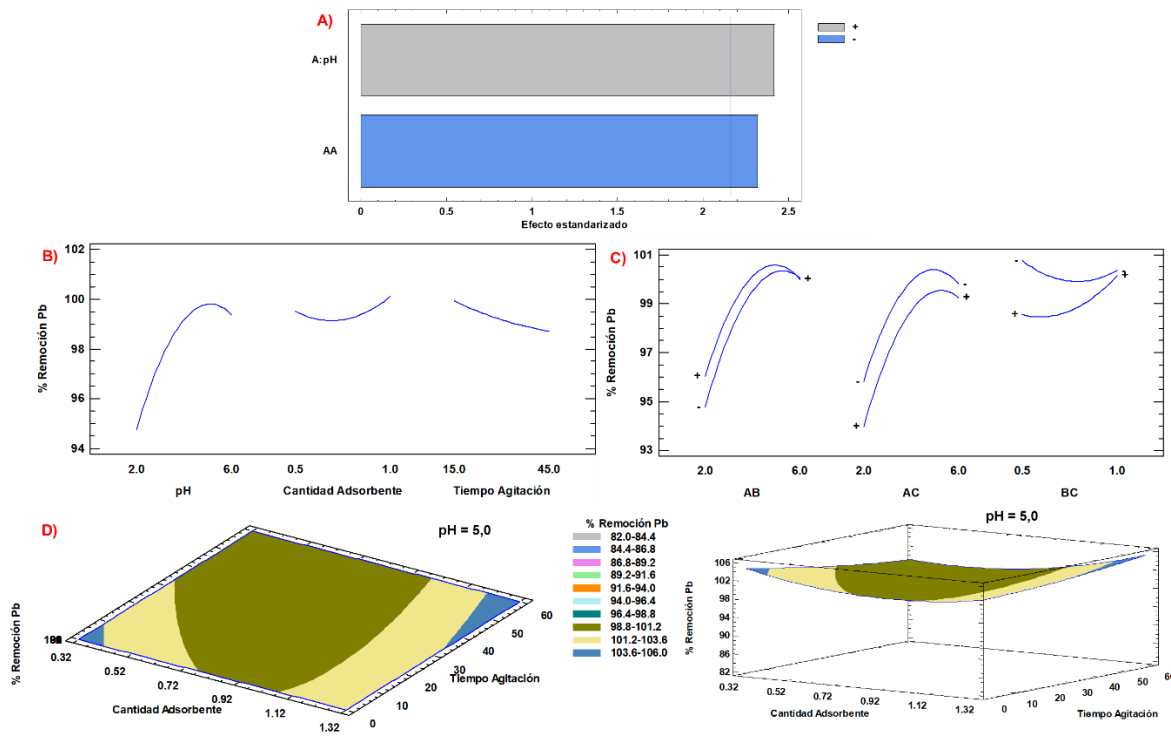 A)
A:pH
AA
+
-
0 0.5 1 1.5 2 2.5
Efecto estandarizado
B)
% Remoción Pb
102
100
98
96
94
2.0 6.0 0.5 1.0 15.0 45.0
pH Cantidad Adsorbente Tiempo Agitación
C)
% Remoción Pb
101
99
97
95
93
+ - + - + - + - + - + -
2.0 6.0 2.0 6.0 0.5 1.0
AB AC BC
D)
pH = 5,0
% Remoción Pb
0.32 0.52 0.72 0.92 1.12 1.32
Cantidad Adsorbente
0 10 20 30 40 50 60
Tiempo Agitación
% Remoción Pb
82.0-84.4
84.4-86.8
86.8-89.2
89.2-91.6
91.6-94.0
94.0-96.4
96.4-98.8
98.8-101.2
101.2-103.6
103.6-106.0
pH = 5,0
% Remoción Pb
106
102
98
94
90
86
82
0.32 0.52 0.72 0.92 1.12 1.32
Cantidad Adsorbente
0 10 20 30 40 50
Tiempo Agitación